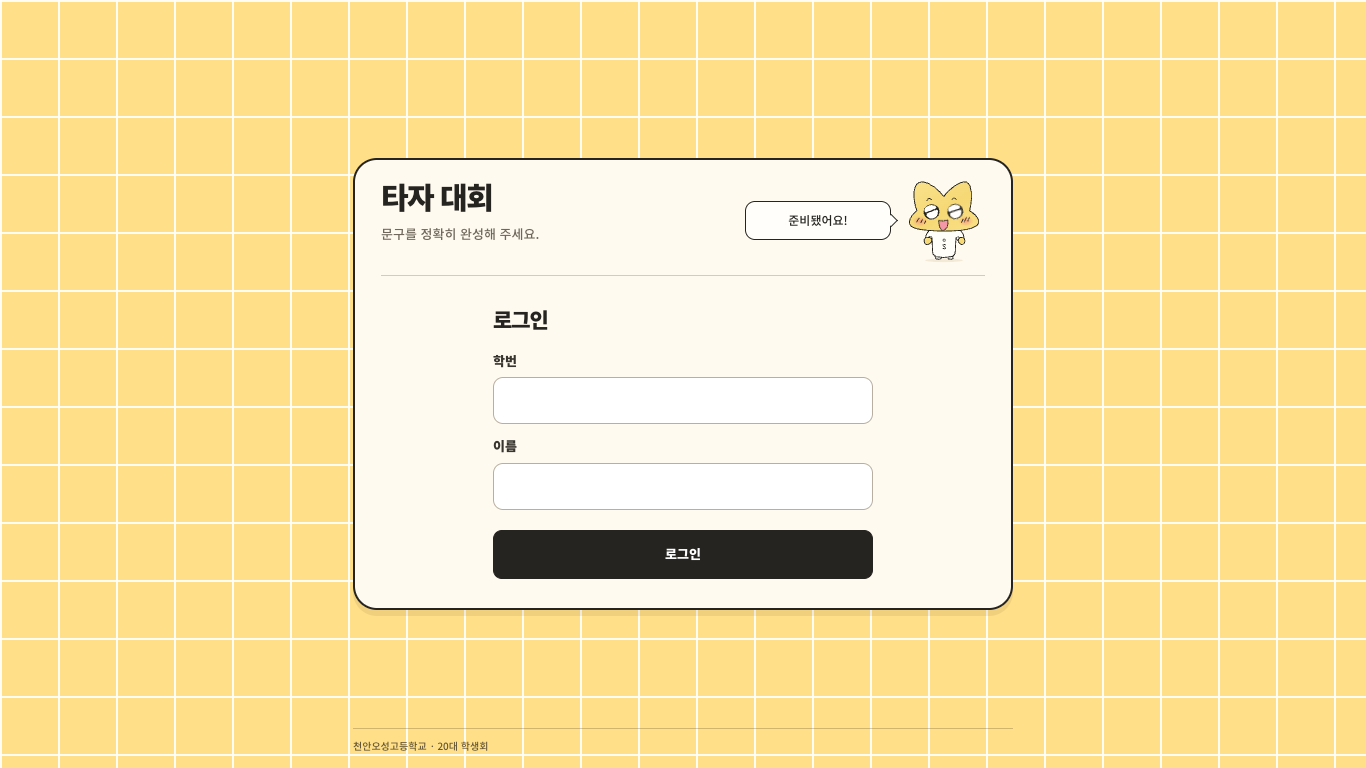 타자 대회
문구를 정확히 완성해 주세요.
준비됐어요!
로그인
학번
이름
로그인
천안오성고등학교 · 20대 학생회